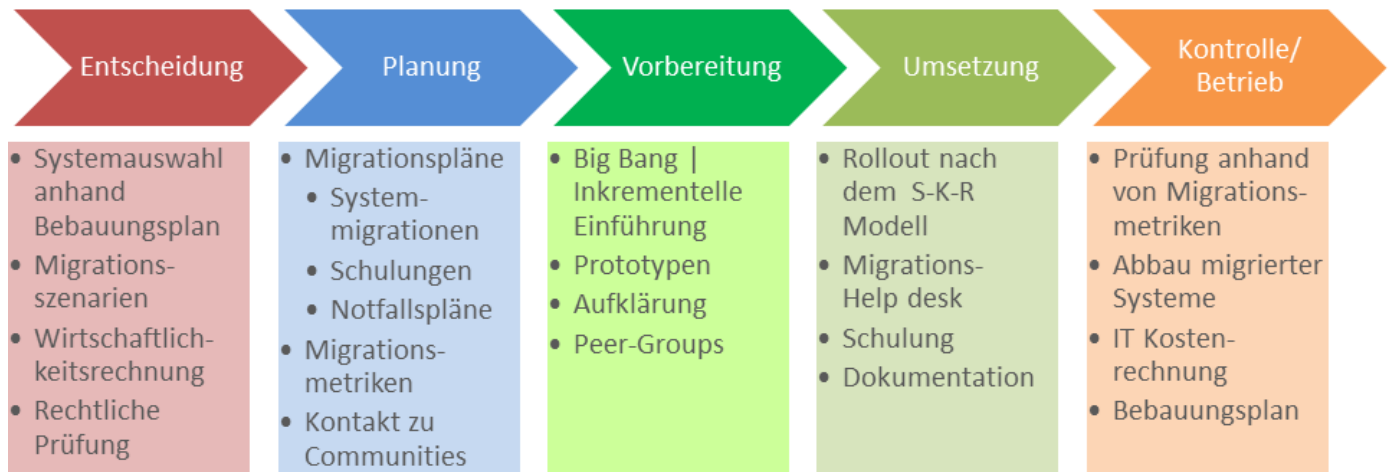 Entscheidung
Planung
Vorbereitung
Umsetzung
Kontrolle/
Betrieb
• Systemauswahl
anhand
Bebauungsplan
• Migrations-
szenarien
• Wirtschaftlich-
keitsrechnung
• Rechtliche
Prüfung
• Migrationspläne
• System-
migrationen
• Schulungen
• Notfallspläne
• Migrations-
metriken
• Kontakt zu
Communities
• Big Bang |
Inkrementelle
Einführung
• Prototypen
• Aufklärung
• Peer-Groups
• Rollout nach
dem S-K-R
Modell
• Migrations-
Help desk
• Schulung
• Dokumentation
• Prüfung anhand
von Migrations-
metriken
• Abbau migrierter
Systeme
• IT Kosten-
rechnung
• Bebauungsplan